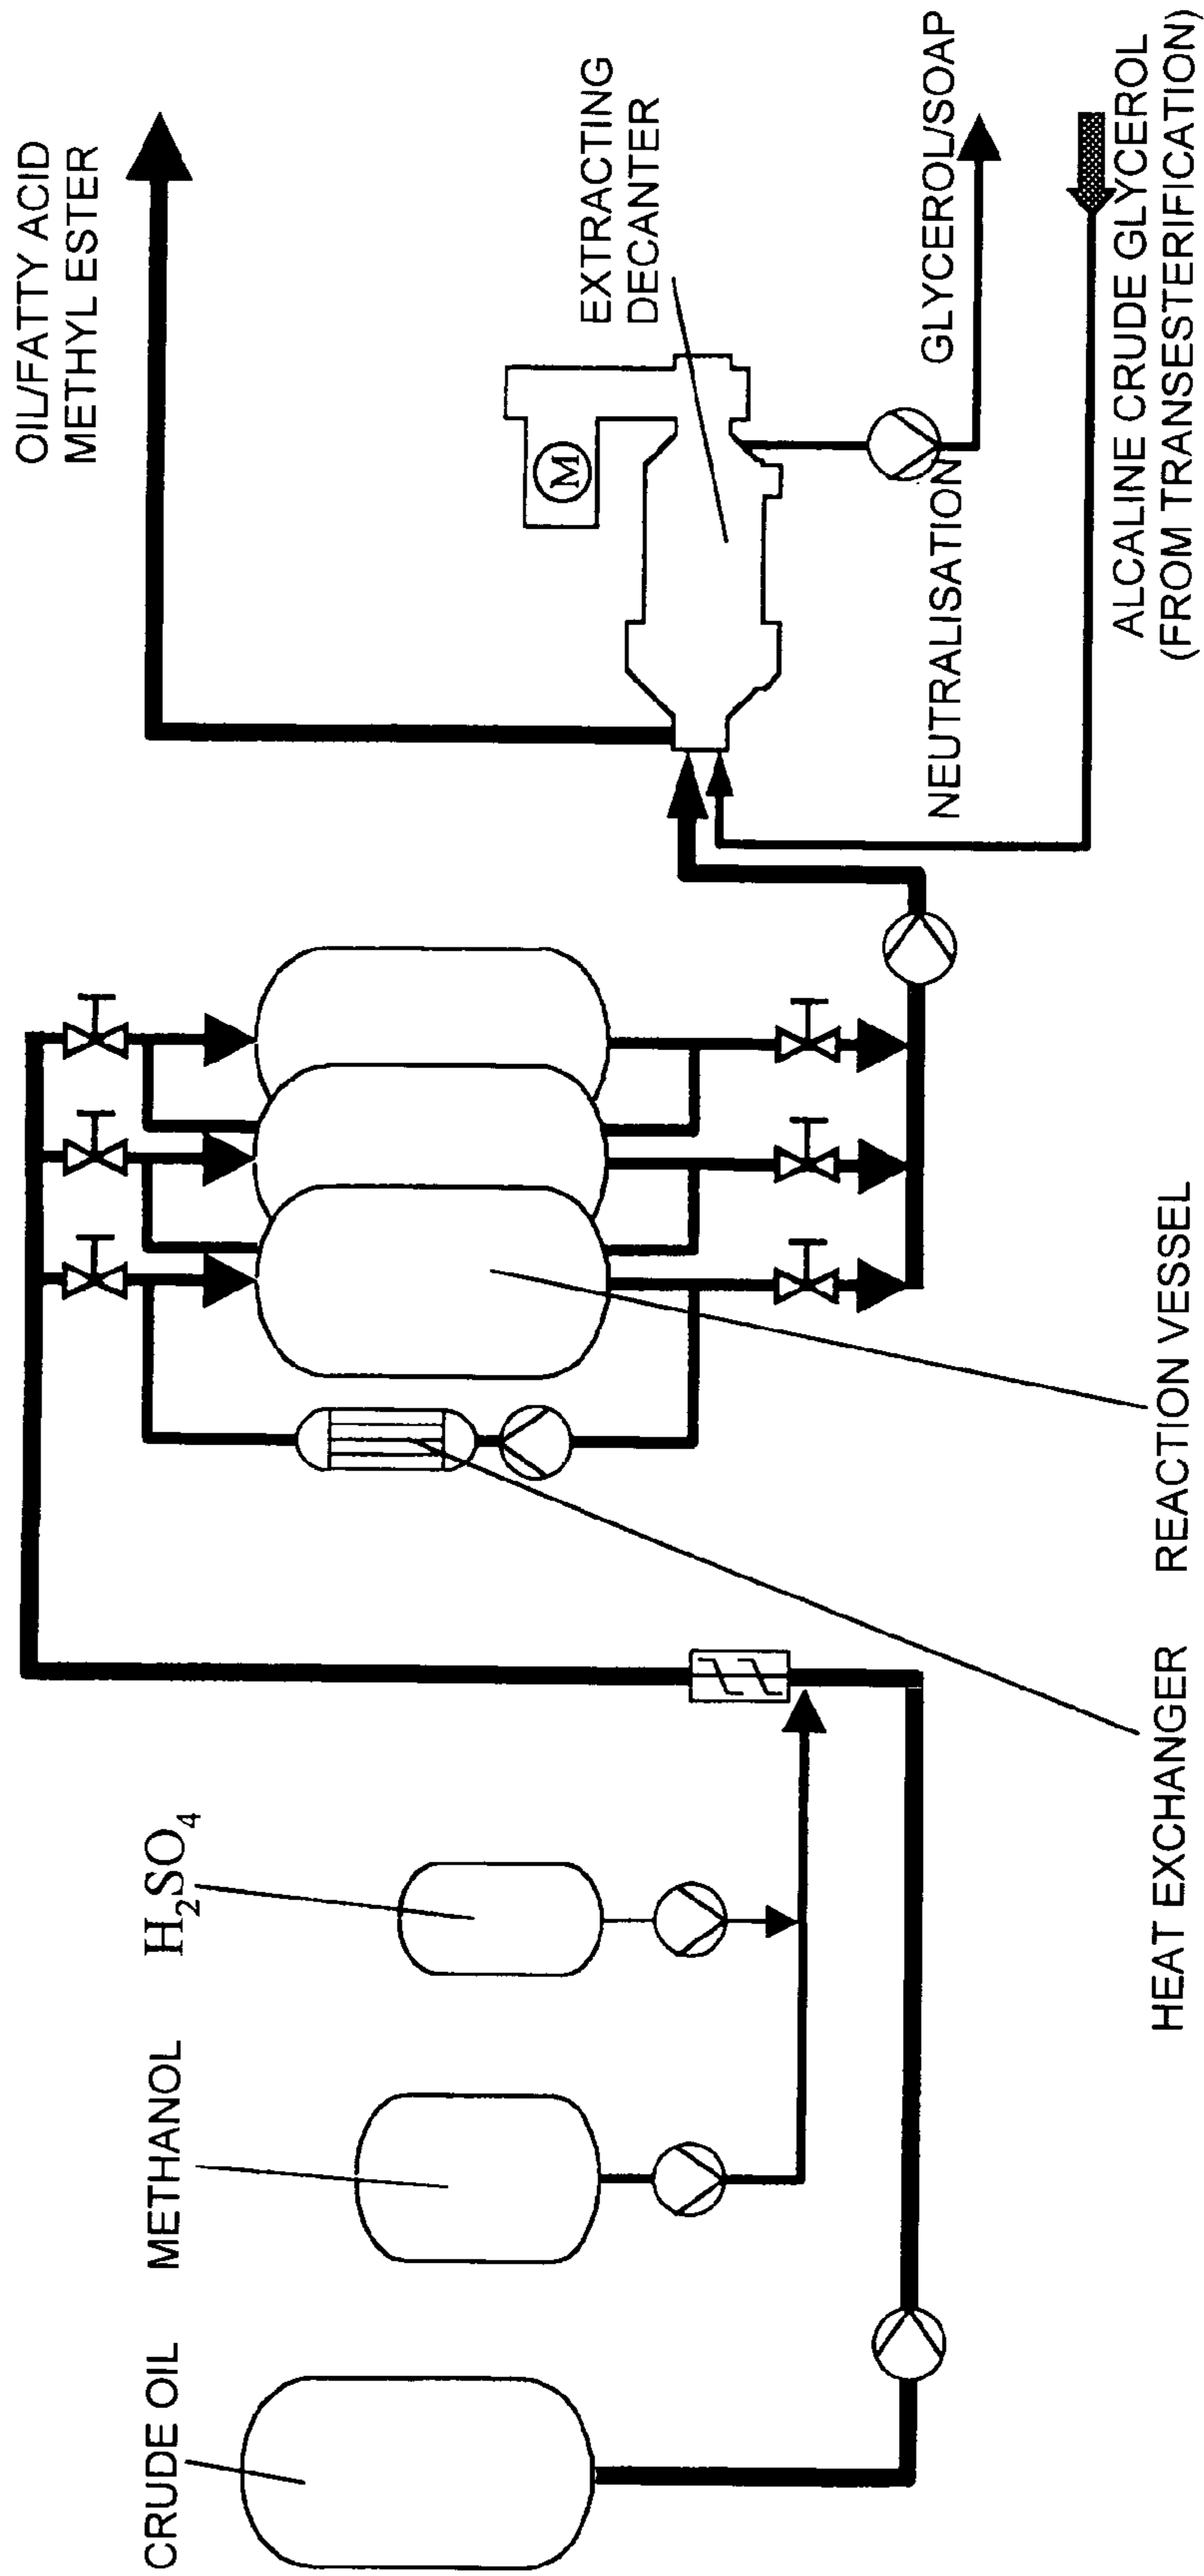 CRUDE OIL
METHANOL
H₂SO₄
OIL/FATTY ACID
METHYL ESTER
M
EXTRACTING
DECANTER
NEUTRALISATION
GLYCEROL/SOAP
HEAT EXCHANGER
REACTION VESSEL
ALCALINE CRUDE GLYCEROL
(FROM TRANSESTERIFICATION)